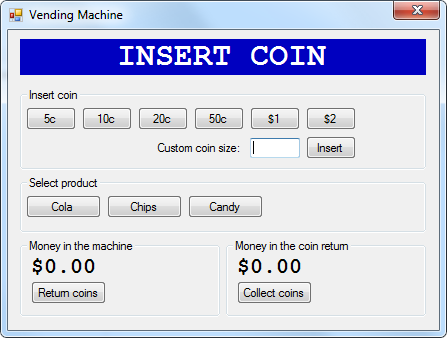 Vending Machine
INSERT COIN
Insert coin
5c 10c 20c 50c $1 $2
Custom coin size: Insert
Select product
Cola Chips Candy
Money in the machine Money in the coin return
$0.00 $0.00
Return coins Collect coins